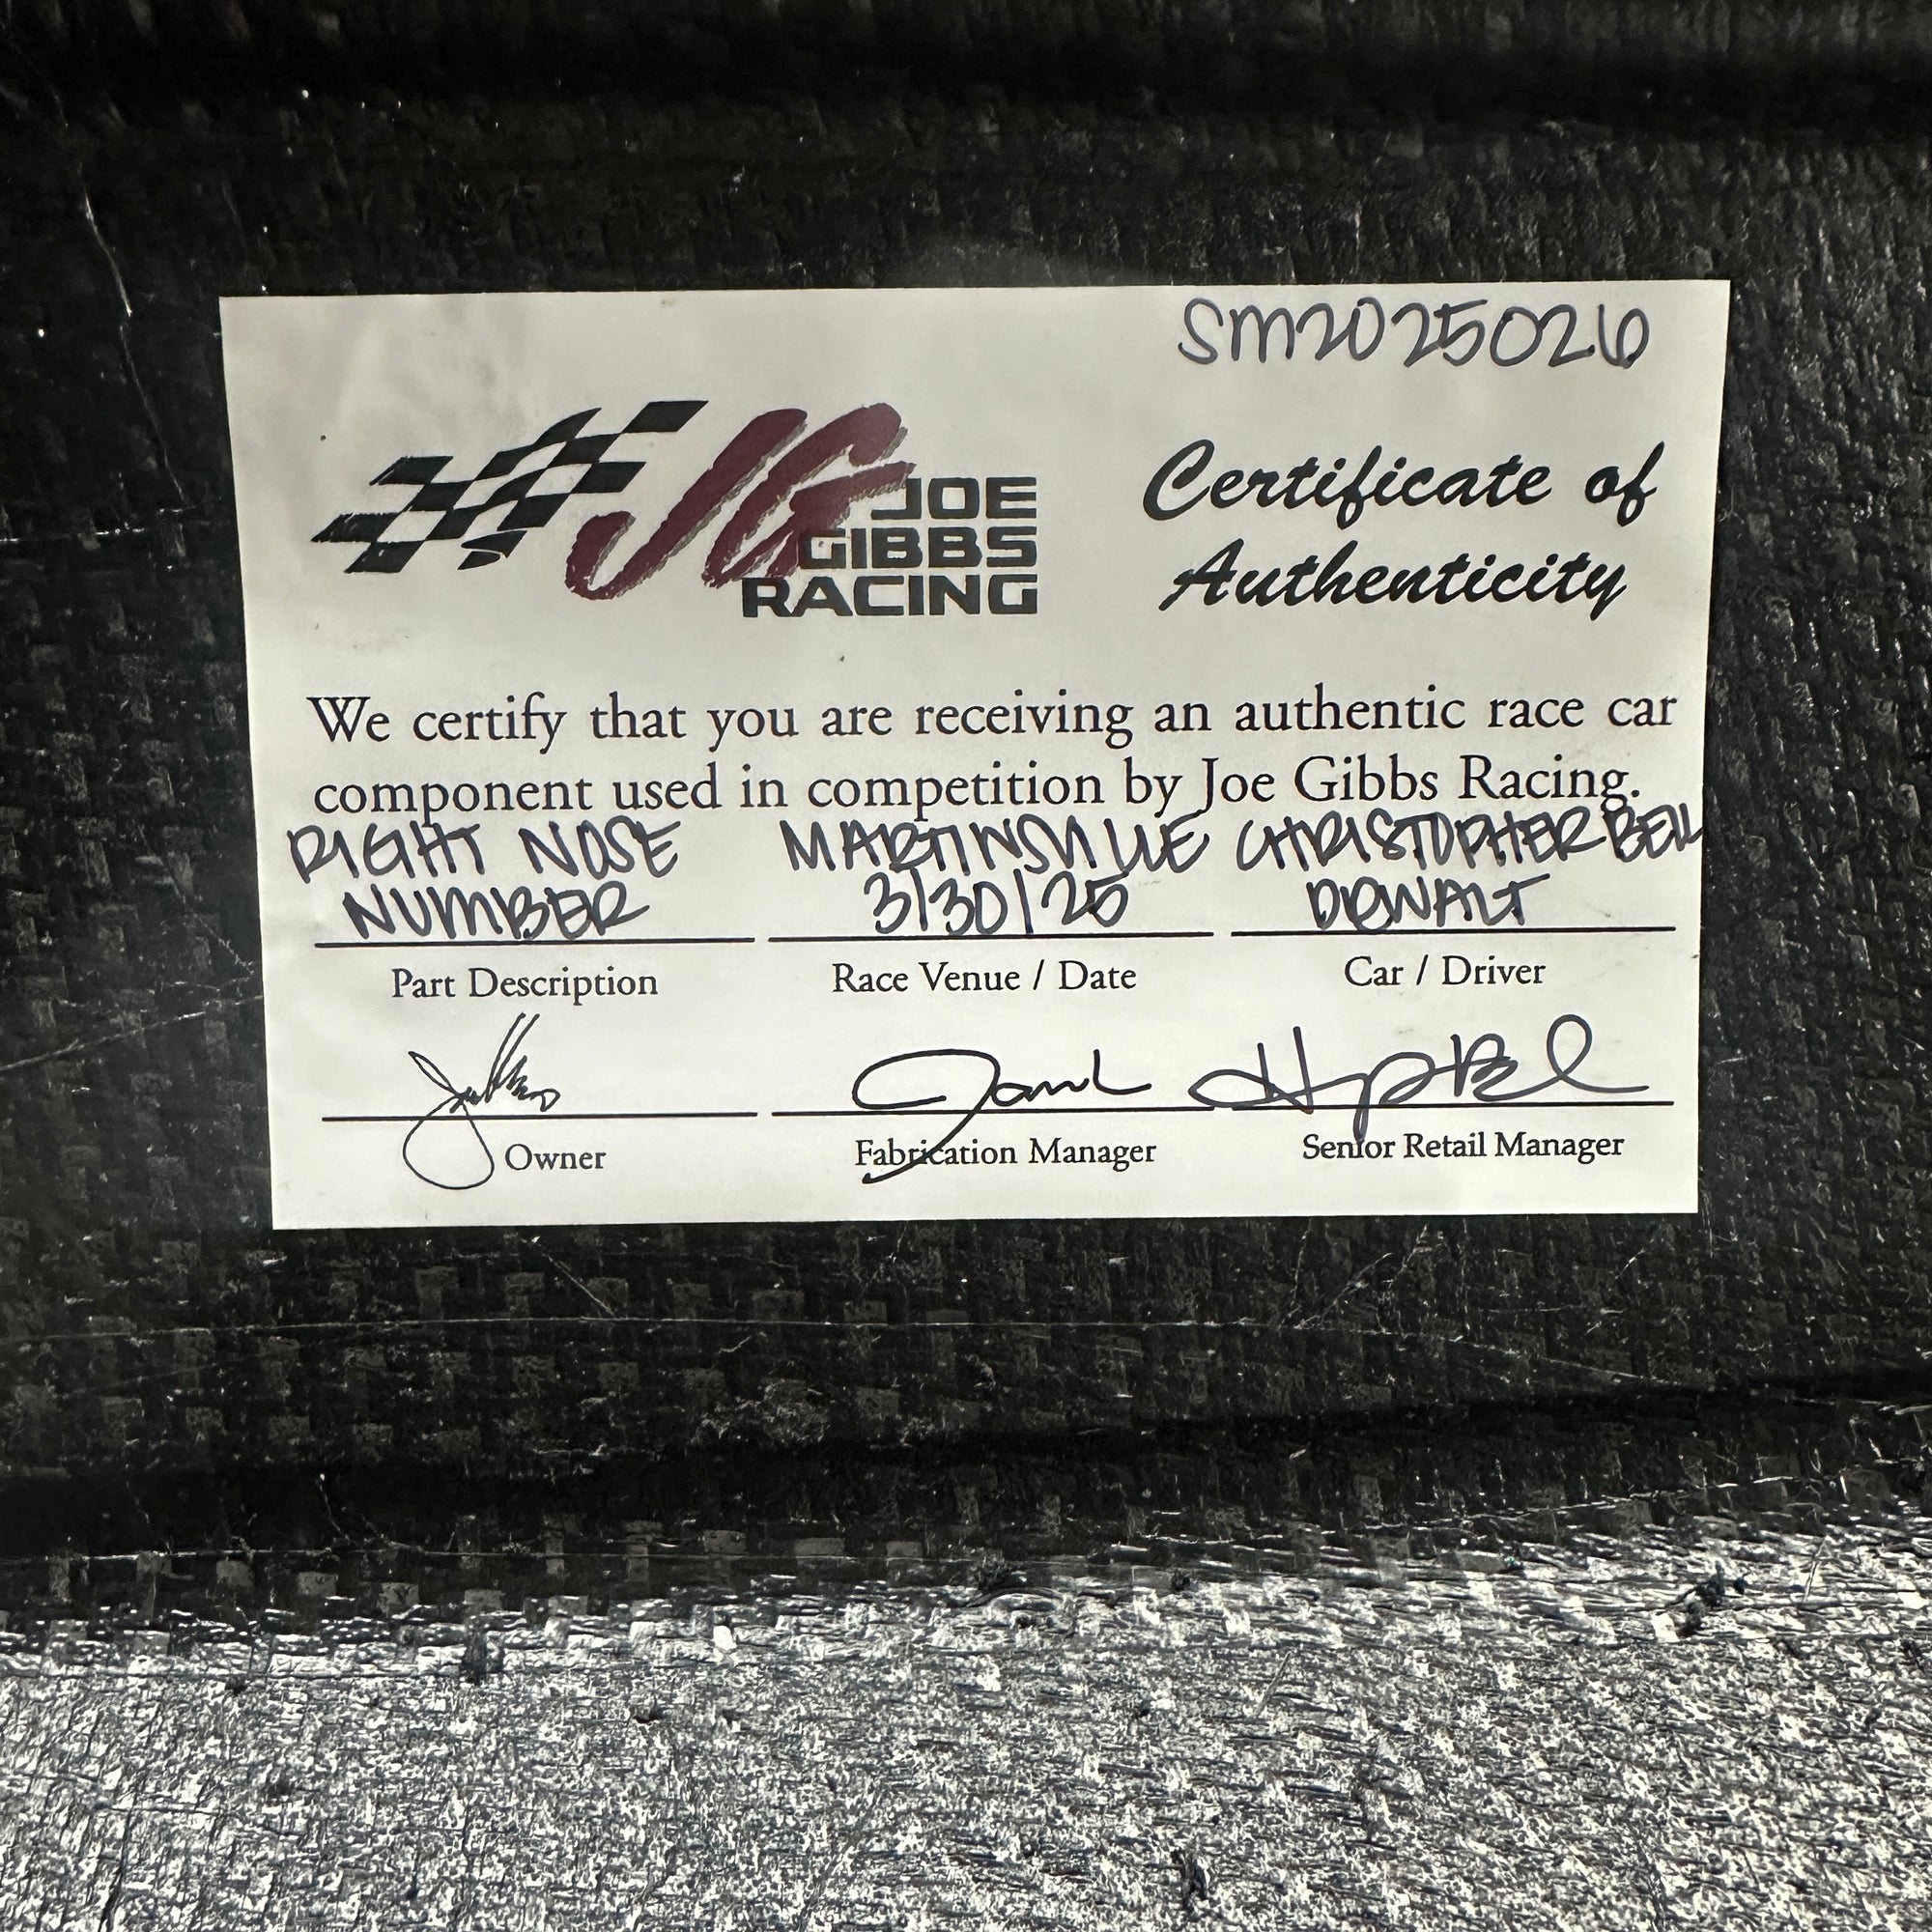 SM2025026
JG JOE
GIBBS
RACING
Certificate of
Authenticity
We certify that you are receiving an authentic race car
component used in competition by Joe Gibbs Racing.
RIGHT NOSE
NUMBER
Part Description
MARTINSVILLE
3/30/25
Race Venue / Date
CHRISTOPHER BELL
DEWALT
Car / Driver
Owner
Fabrication Manager
Senior Retail Manager